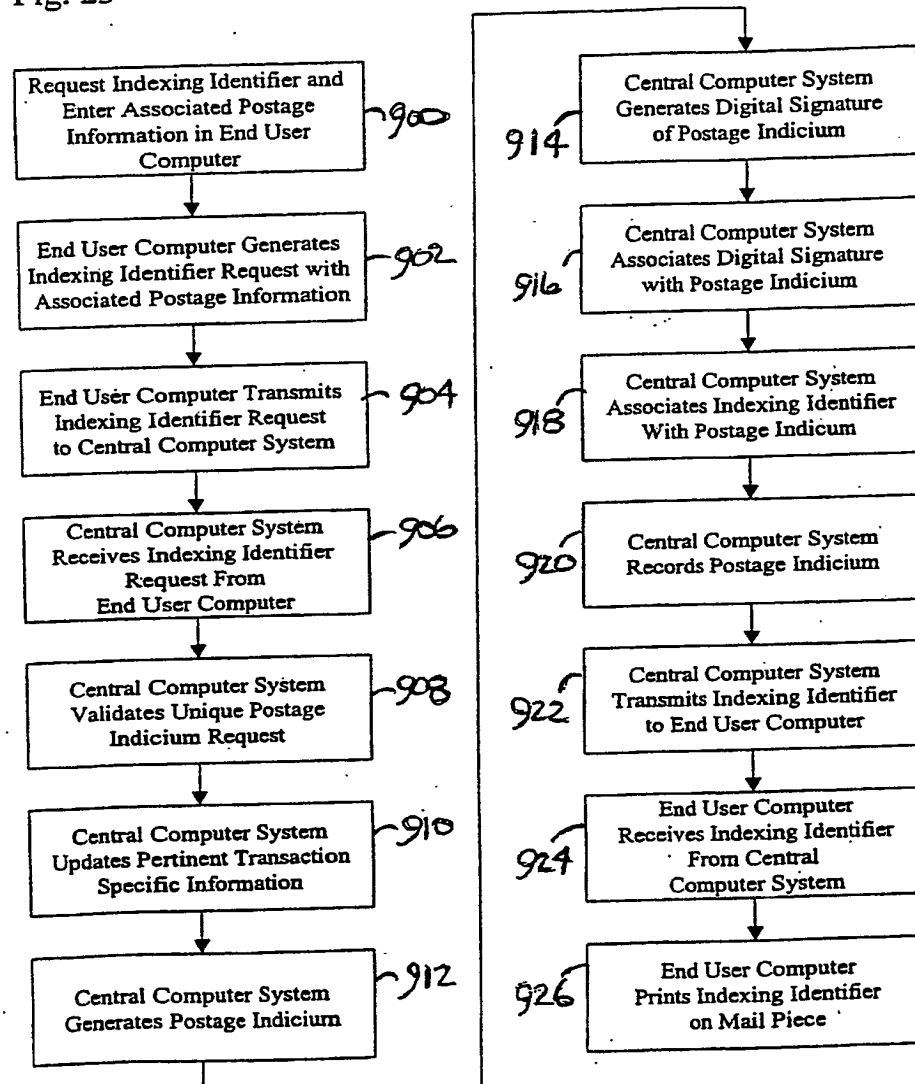 Request Indexing Identifier and
Enter Associated Postage
Information in End User
Computer
900
End User Computer Generates
Indexing Identifier Request with
Associated Postage Information
902
End User Computer Transmits
Indexing Identifier Request
to Central Computer System
904
Central Computer System
Receives Indexing Identifier
Request From
End User Computer
906
Central Computer System
Validates Unique Postage
Indicium Request
908
Central Computer System
Updates Pertinent Transaction
Specific Information
910
Central Computer System
Generates Postage Indicium
912
Central Computer System
Generates Digital Signature
of Postage Indicium
914
Central Computer System
Associates Digital Signature
with Postage Indicium
916
Central Computer System
Associates Indexing Identifier
With Postage Indicum
918
Central Computer System
Records Postage Indicium
920
Central Computer System
Transmits Indexing Identifier
to End User Computer
922
End User Computer
Receives Indexing Identifier
From Central
Computer System
924
End User Computer
Prints Indexing Identifier
on Mail Piece
926